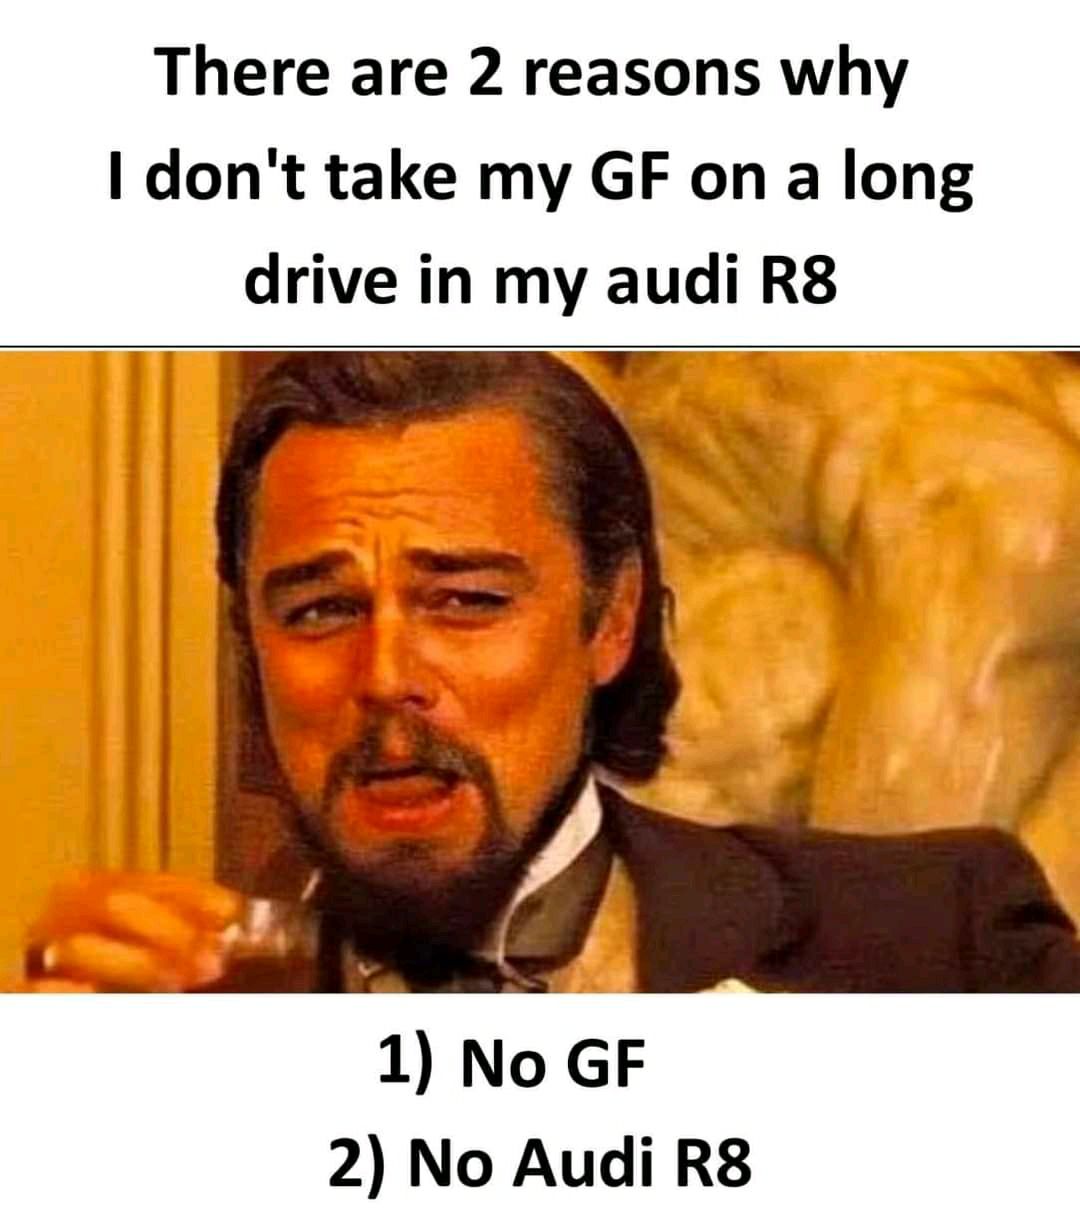 There are 2 reasons why
I don't take my GF on a long
drive in my audi R8
1) No GF
2) No Audi R8